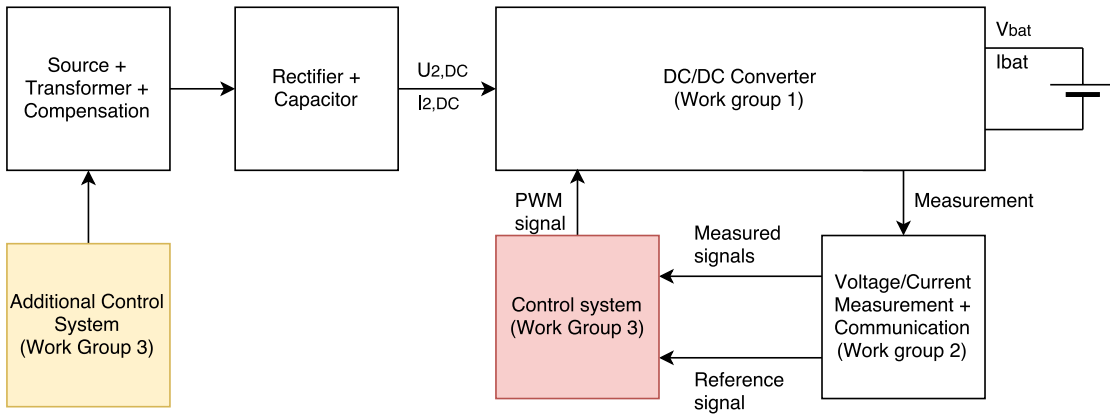 Source +
Transformer +
Compensation
Rectifier +
Capacitor
U2,DC
I2,DC
DC/DC Converter
(Work group 1)
Vbat
Ibat
PWM
signal
Measurement
Additional Control
System
(Work Group 3)
Control system
(Work Group 3)
Measured
signals
Reference
signal
Voltage/Current
Measurement +
Communication
(Work group 2)